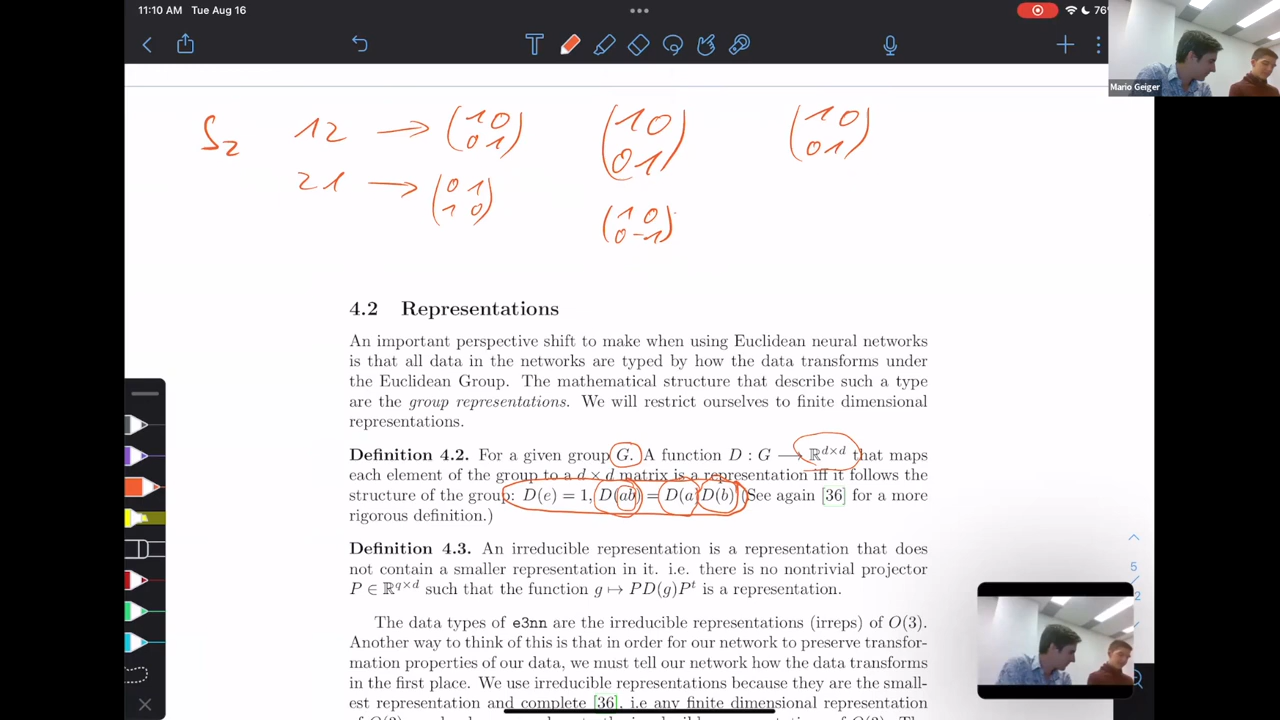 11:10 AM Tue Aug 16
76
Mario Geiger
S₂ 12 → (1 0 (1 0 (1 0
0 1) 0 1) 0 1)
21 → (0 1 (1 0
1 0) 0 -1)
4.2 Representations
An important perspective shift to make when using Euclidean neural networks
is that all data in the networks are typed by how the data transforms under
the Euclidean Group. The mathematical structure that describe such a type
are the group representations. We will restrict ourselves to finite dimensional
representations.
Definition 4.2. For a given group G. A function D : G ⟶ ℝᵈˣᵈ that maps
each element of the group to a d × d matrix is a representation iff it follows the
structure of the group: D(e) = 1, D(ab) = D(a)D(b) (See again [36] for a more
rigorous definition.)
Definition 4.3. An irreducible representation is a representation that does
not contain a smaller representation in it. i.e. there is no nontrivial projector
P ∈ ℝ^{q×d} such that the function g ↦ PD(g)Pᵗ is a representation.
The data types of e3nn are the irreducible representations (irreps) of O(3).
Another way to think of this is that in order for our network to preserve transfor-
mation properties of our data, we must tell our network how the data transforms
in the first place. We use irreducible representations because they are the small-
est representation and complete [36]. i.e any finite dimensional representation
5
2